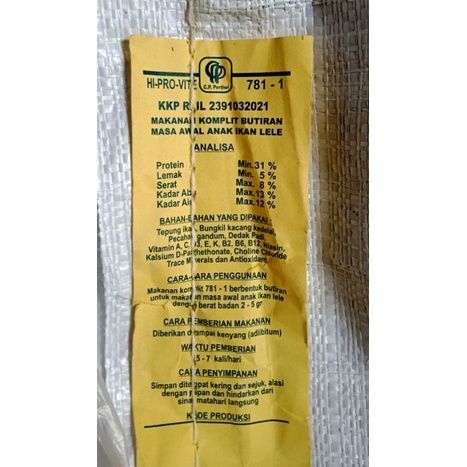 HI-PRO-VITE
C.P. Pertiwi
781 - 1
KKP RI IL 2391032021
MAKANAN KOMPLIT BUTIRAN
MASA AWAL ANAK IKAN LELE
ANALISA
Protein Min. 31 %
Lemak Min. 5 %
Serat Max. 8 %
Kadar Abu Max. 13 %
Kadar Air Max. 12 %
BAHAN-BAHAN YANG DIPAKAI :
Tepung ikan, Bungkil kacang kedelai,
Pecahan gandum, Dedak Padi,
Vitamin A, C, D3, E, K, B2, B6, B12, Niasin,
Kalsium D-Panthethonate, Choline Chloride
Trace Minerals dan Antioxidant.
CARA-CARA PENGGUNAAN
Makanan komplit 781 - 1 berbentuk butiran
untuk makanan masa awal anak ikan lele
dengan berat badan 2 - 5 gr
CARA PEMBERIAN MAKANAN
Diberikan sampai kenyang (adlibitum)
WAKTU PEMBERIAN
5 - 7 kali/hari
CARA PENYIMPANAN
Simpan ditempat kering dan sejuk, alasi
dengan papan dan hindarkan dari
sinar matahari langsung
KODE PRODUKSI